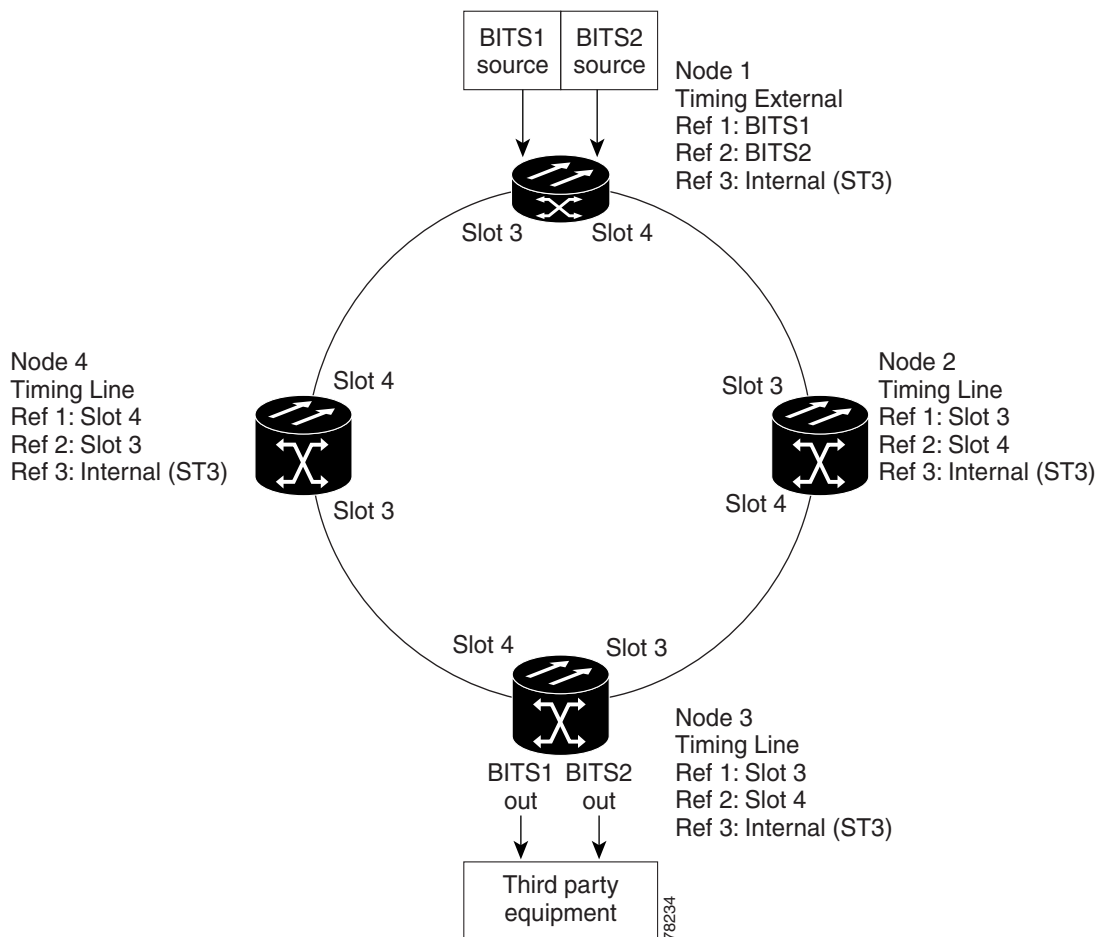 BITS1
source
BITS2
source
Node 1
Timing External
Ref 1: BITS1
Ref 2: BITS2
Ref 3: Internal (ST3)
Slot 3
Slot 4
Node 4
Timing Line
Ref 1: Slot 4
Ref 2: Slot 3
Ref 3: Internal (ST3)
Slot 4
Slot 3
Slot 3
Slot 4
Node 2
Timing Line
Ref 1: Slot 3
Ref 2: Slot 4
Ref 3: Internal (ST3)
Slot 4
Slot 3
Node 3
Timing Line
Ref 1: Slot 3
Ref 2: Slot 4
Ref 3: Internal (ST3)
BITS1
out
BITS2
out
Third party
equipment
78234